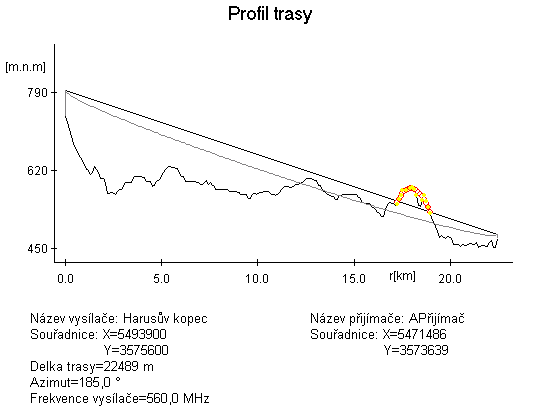 Profil trasy
[m.n.m]
790
620
450
0.0 5.0 10.0 15.0 r[km] 20.0
Název vysílače: Harusův kopec Název přijímače: APřijímač
Souřadnice: X=5493900 Souřadnice: X=5471486
Y=3575600 Y=3573639
Delka trasy=22489 m
Azimut=185,0 °
Frekvence vysílače=560,0 MHz